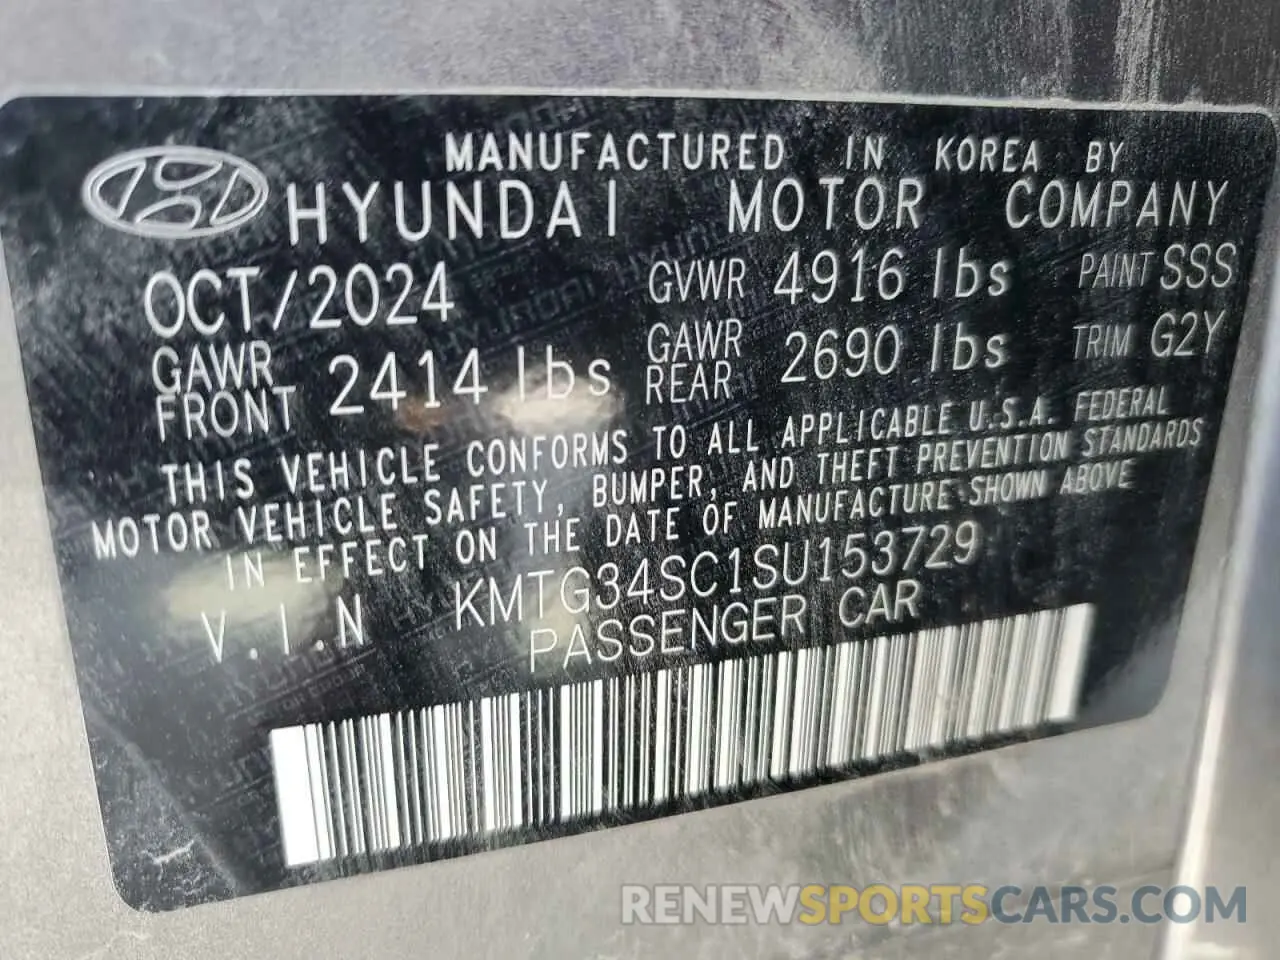 MANUFACTURED IN KOREA BY
HYUNDAI MOTOR COMPANY
OCT/2024 GVWR 4916 lbs PAINT SSS
GAWR FRONT 2414 lbs GAWR REAR 2690 lbs TRIM G2Y
THIS VEHICLE CONFORMS TO ALL APPLICABLE U.S.A. FEDERAL
MOTOR VEHICLE SAFETY, BUMPER, AND THEFT PREVENTION STANDARDS
IN EFFECT ON THE DATE OF MANUFACTURE SHOWN ABOVE
V.I.N KMTG34SC1SU153729
PASSENGER CAR
RENEWSPORTSCARS.COM